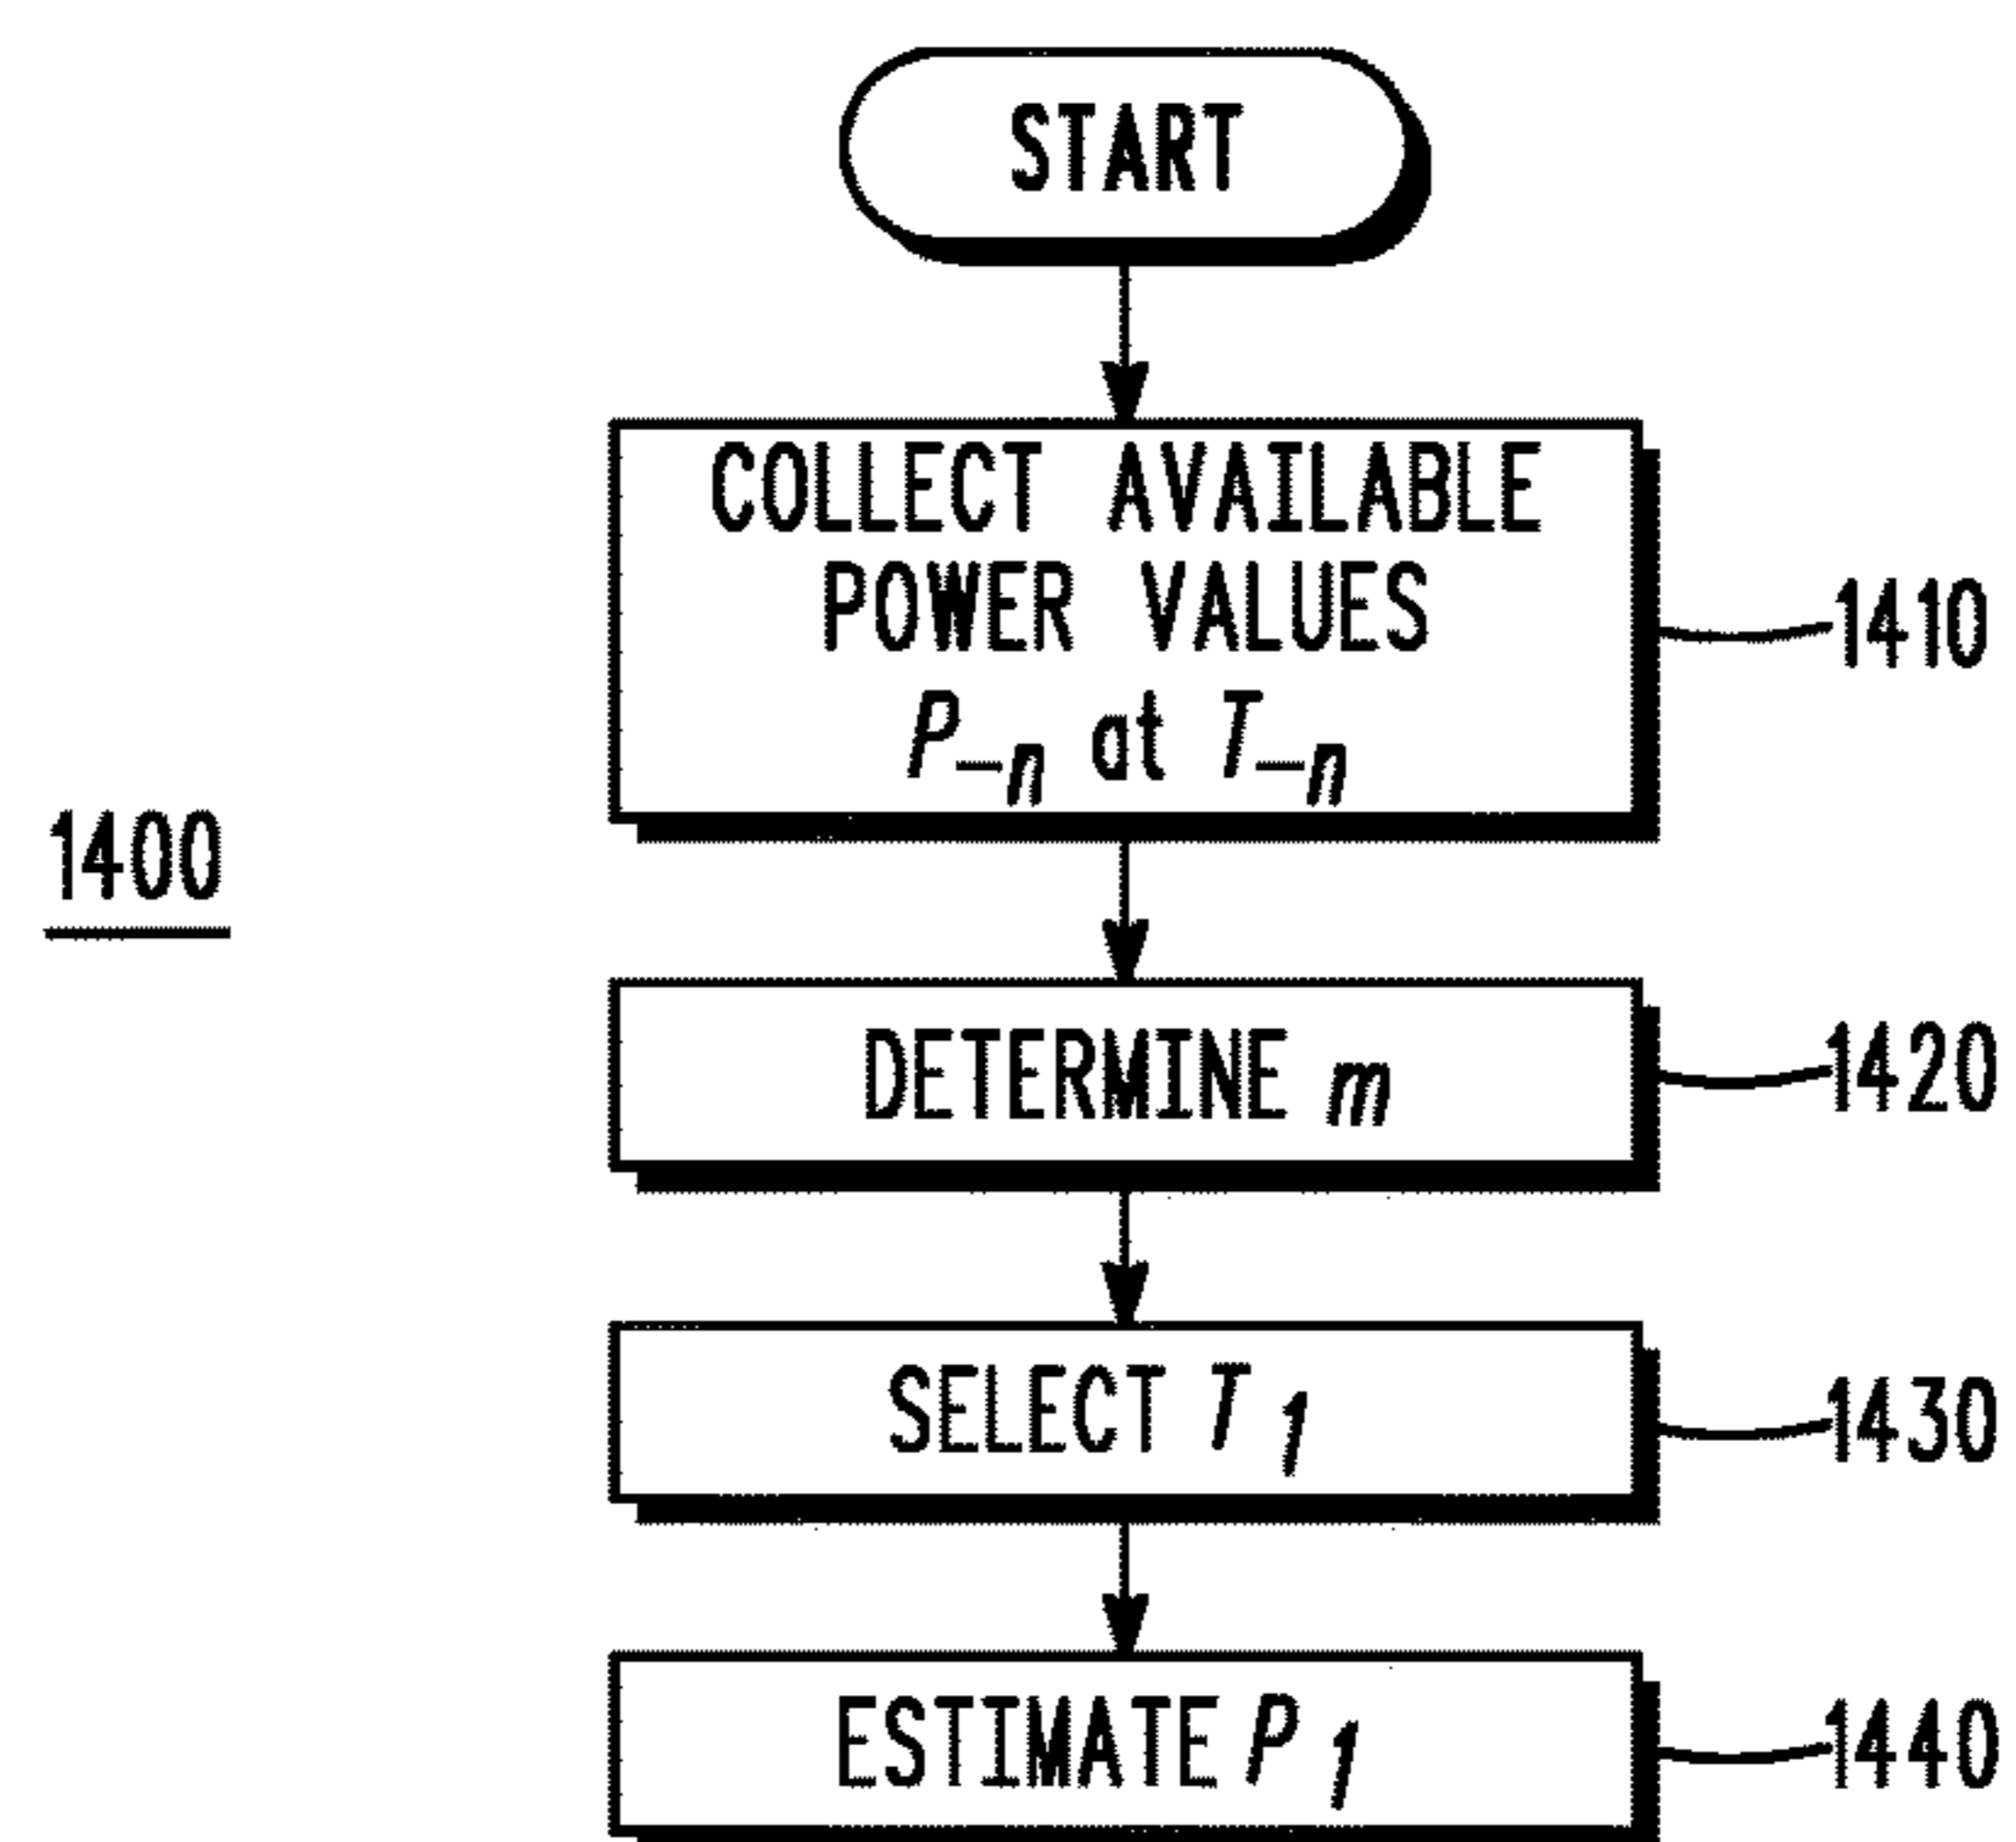 START
COLLECT AVAILABLE
POWER VALUES
P₋ₙ at T₋ₙ
1410
1400
DETERMINE m
1420
SELECT T₁
1430
ESTIMATE P₁
1440